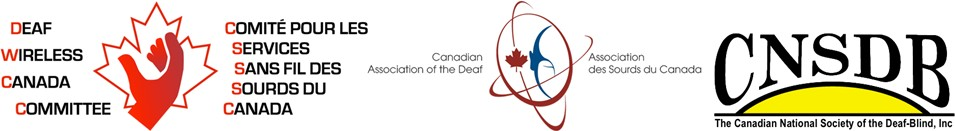 DEAF
WIRELESS
CANADA
COMMITTEE
COMITÉ POUR LES
SERVICES
SANS FIL DES
SOURDS DU
CANADA
Canadian
Association of the Deaf
Association
des Sourds du Canada
CNSDB
The Canadian National Society of the Deaf-Blind, Inc